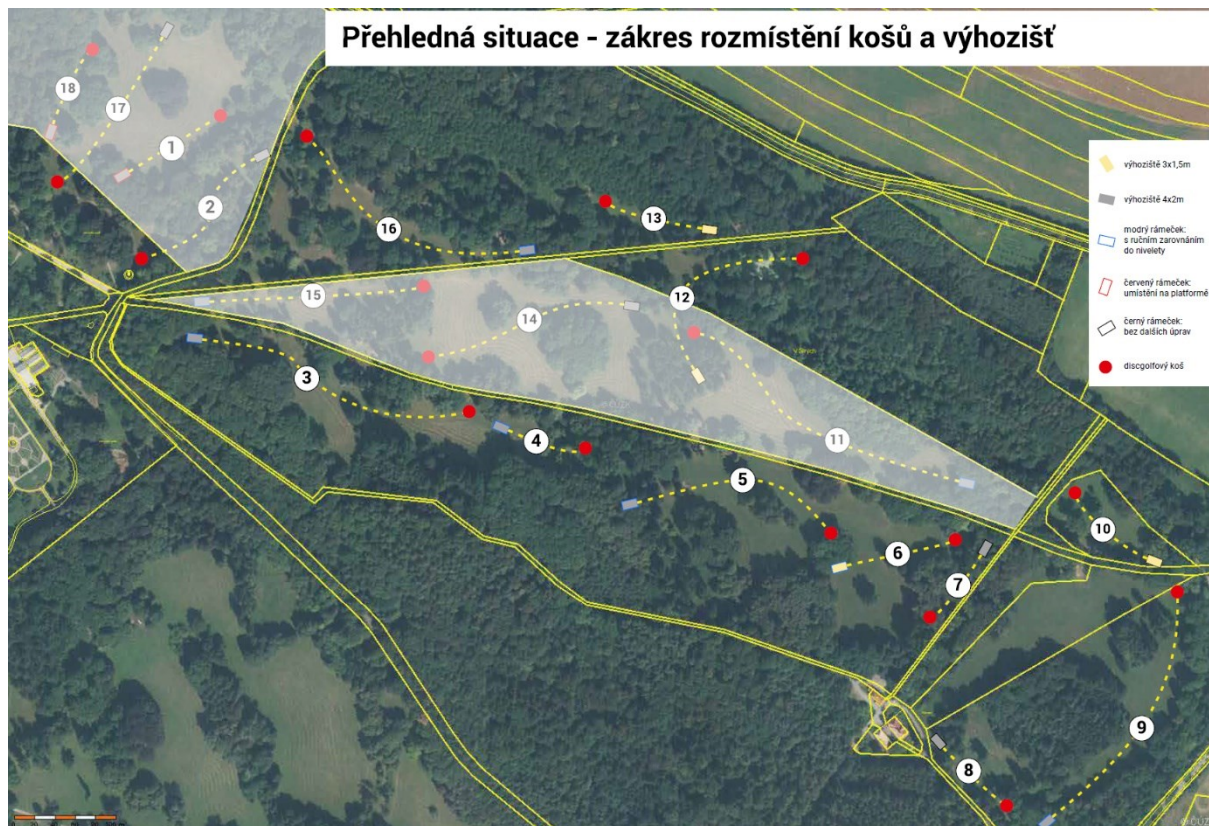 Přehledná situace - zákres rozmístění košů a výhozišť
18
17
1
2
16
13
15
14
12
3
4
11
5
6
7
10
9
8
výhoziště 3x1,5m
výhoziště 4x2m
modrý rámeček:
s ručním zarovnáním
do nivelety
červený rámeček:
umístění na platformě
černý rámeček:
bez dalších úprav
discgolfový koš